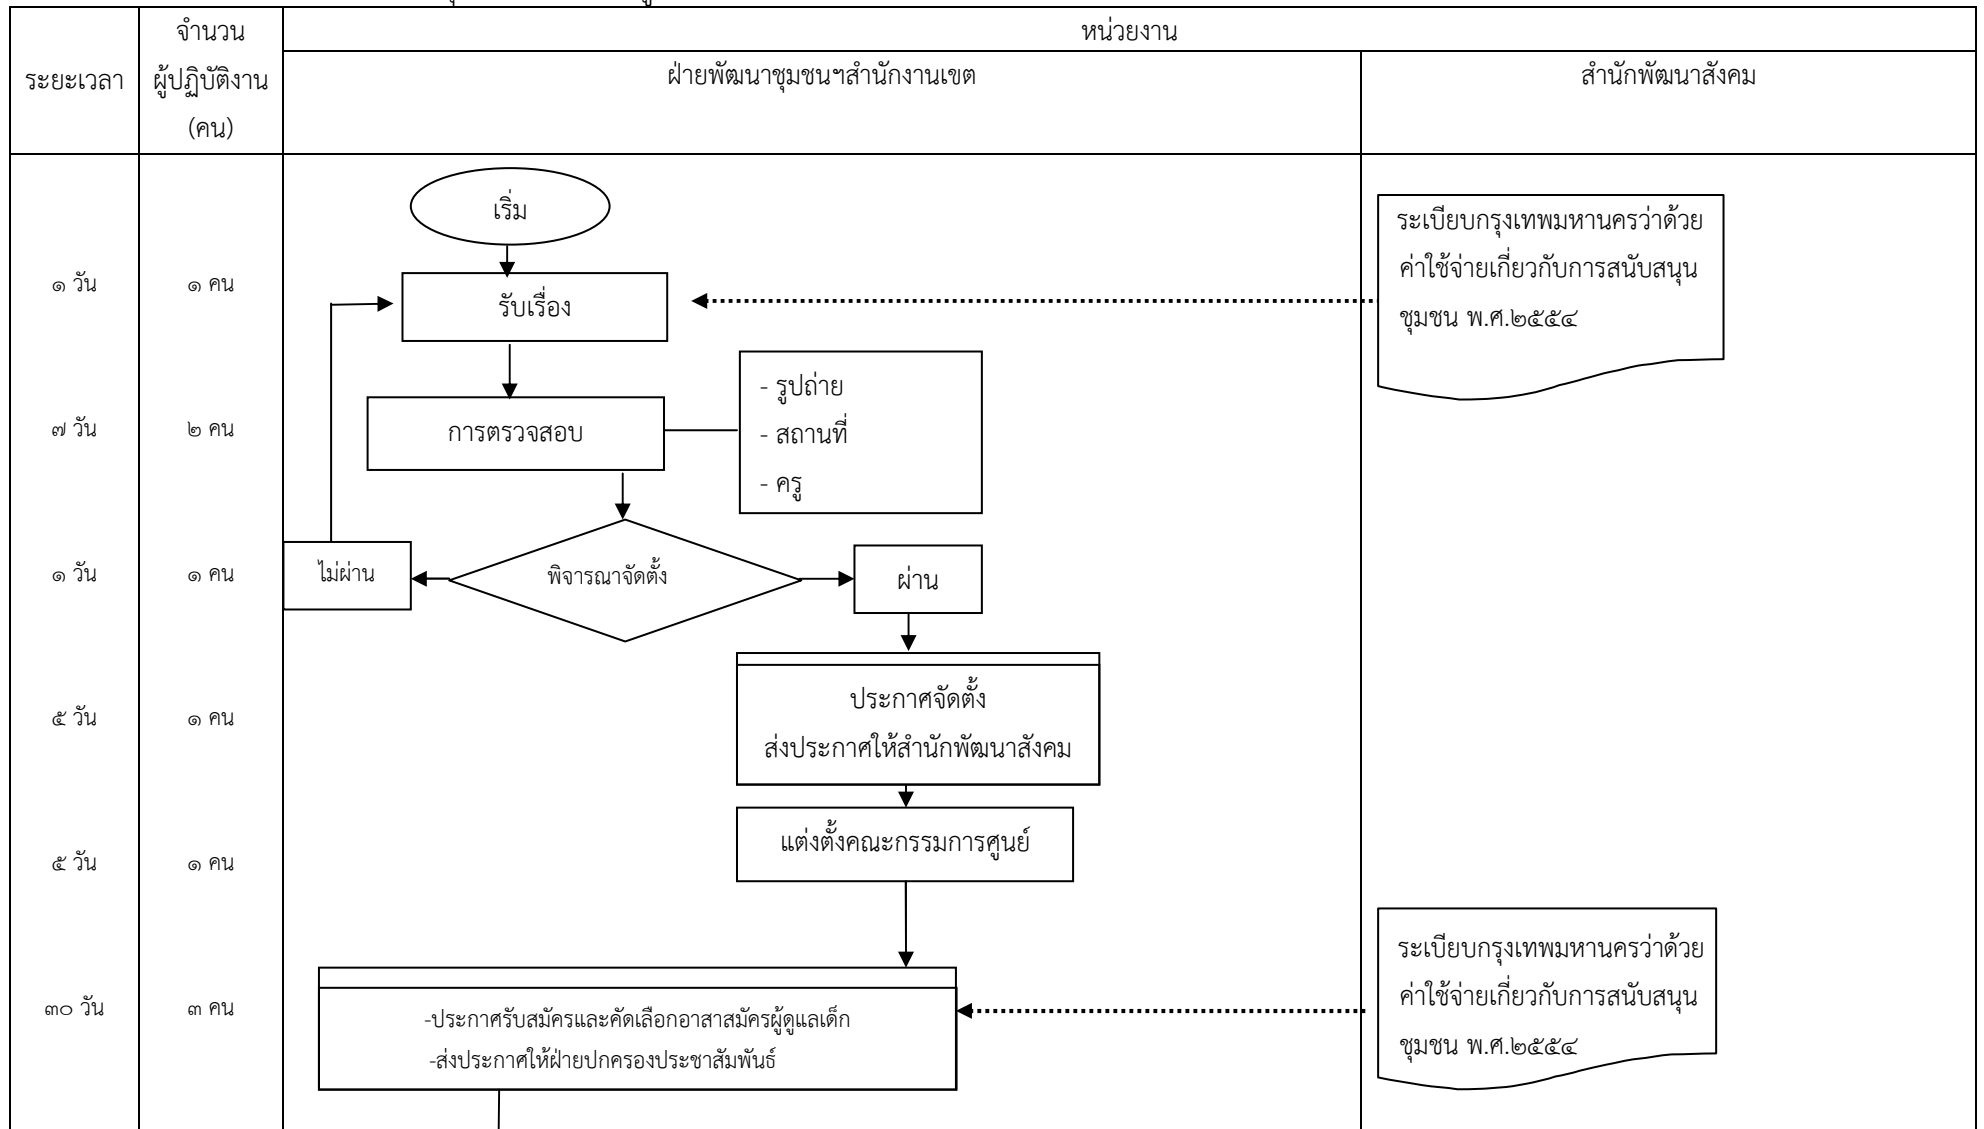 ระยะเวลา
จำนวน
ผู้ปฏิบัติงาน
(คน)
หน่วยงาน
ฝ่ายพัฒนาชุมชนฯสำนักงานเขต
สำนักพัฒนาสังคม
เริ่ม
๑ วัน
๑ คน
รับเรื่อง
ระเบียบกรุงเทพมหานครว่าด้วย
ค่าใช้จ่ายเกี่ยวกับการสนับสนุน
ชุมชน พ.ศ.๒๕๕๔
๗ วัน
๒ คน
การตรวจสอบ
- รูปถ่าย
- สถานที่
- ครู
๑ วัน
๑ คน
ไม่ผ่าน
พิจารณาจัดตั้ง
ผ่าน
๕ วัน
๑ คน
ประกาศจัดตั้ง
ส่งประกาศให้สำนักพัฒนาสังคม
๕ วัน
๑ คน
แต่งตั้งคณะกรรมการศูนย์
๓๐ วัน
๓ คน
-ประกาศรับสมัครและคัดเลือกอาสาสมัครผู้ดูแลเด็ก
-ส่งประกาศให้ฝ่ายปกครองประชาสัมพันธ์
ระเบียบกรุงเทพมหานครว่าด้วย
ค่าใช้จ่ายเกี่ยวกับการสนับสนุน
ชุมชน พ.ศ.๒๕๕๔